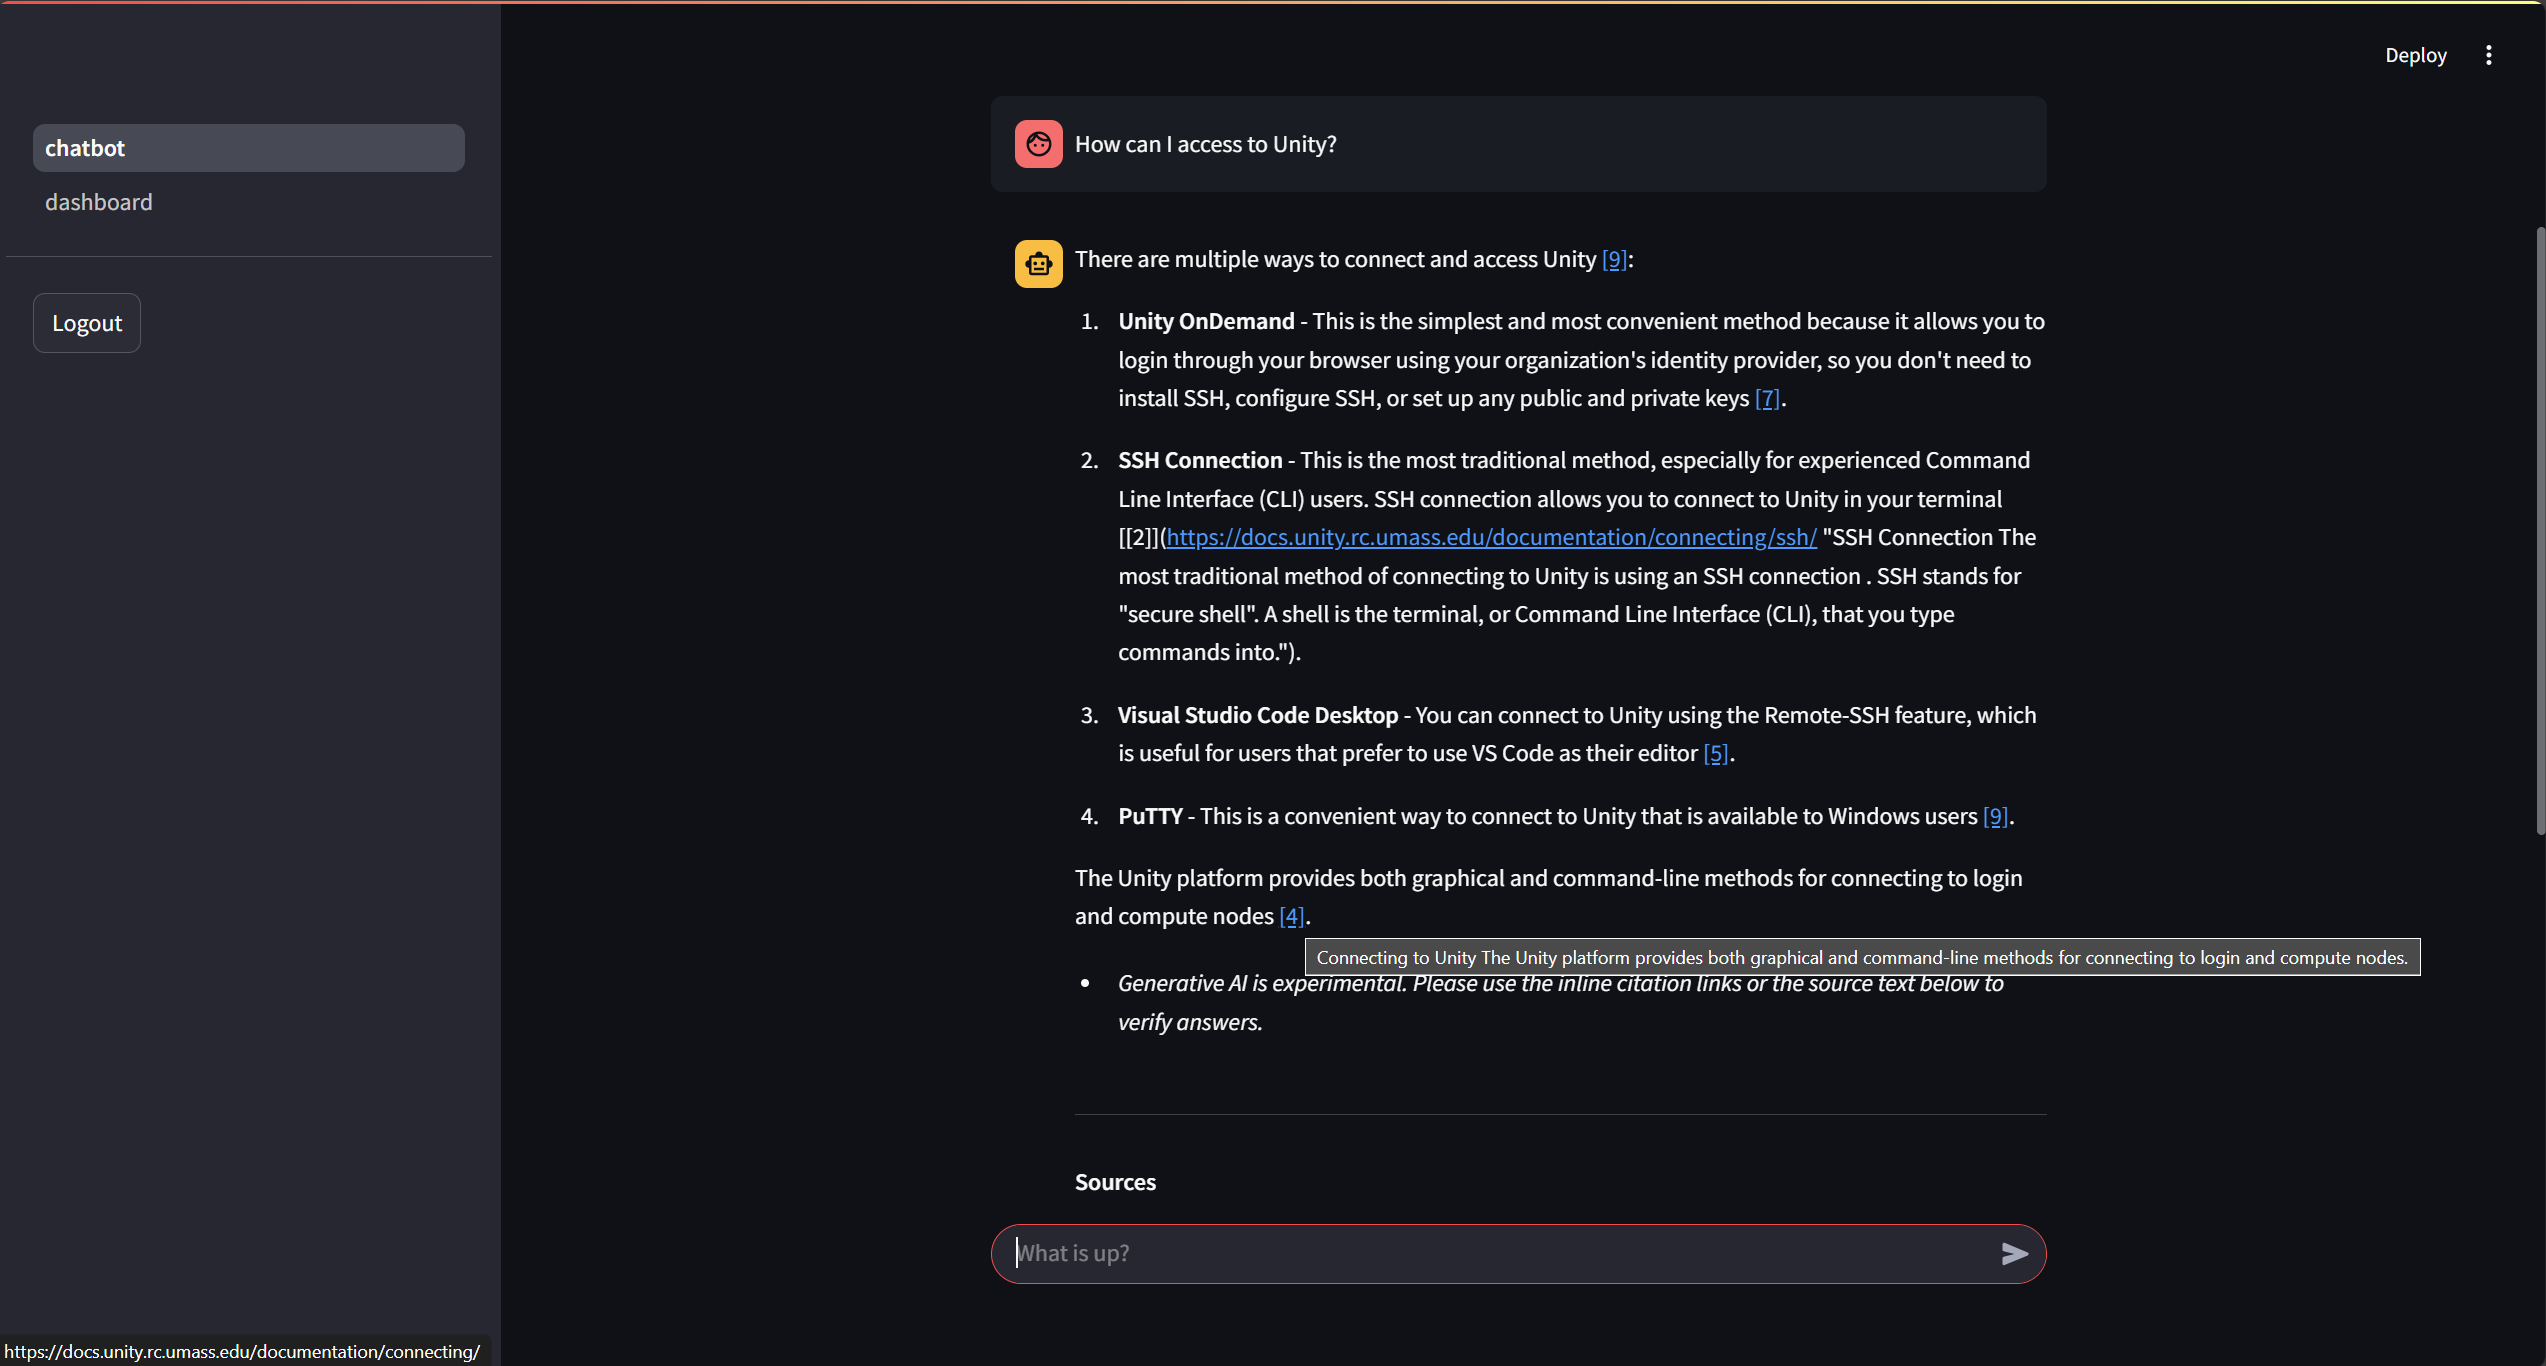 Deploy
chatbot
dashboard
Logout
How can I access to Unity?
There are multiple ways to connect and access Unity [9]:
1. Unity OnDemand - This is the simplest and most convenient method because it allows you to
login through your browser using your organization's identity provider, so you don't need to
install SSH, configure SSH, or set up any public and private keys [7].
2. SSH Connection - This is the most traditional method, especially for experienced Command
Line Interface (CLI) users. SSH connection allows you to connect to Unity in your terminal
[[2]](https://docs.unity.rc.umass.edu/documentation/connecting/ssh/ "SSH Connection The
most traditional method of connecting to Unity is using an SSH connection . SSH stands for
"secure shell". A shell is the terminal, or Command Line Interface (CLI), that you type
commands into.").
3. Visual Studio Code Desktop - You can connect to Unity using the Remote-SSH feature, which
is useful for users that prefer to use VS Code as their editor [5].
4. PuTTY - This is a convenient way to connect to Unity that is available to Windows users [9].
The Unity platform provides both graphical and command-line methods for connecting to login
and compute nodes [4].
Connecting to Unity The Unity platform provides both graphical and command-line methods for connecting to login and compute nodes.
• Generative AI is experimental. Please use the inline citation links or the source text below to
verify answers.
Sources
What is up?
https://docs.unity.rc.umass.edu/documentation/connecting/